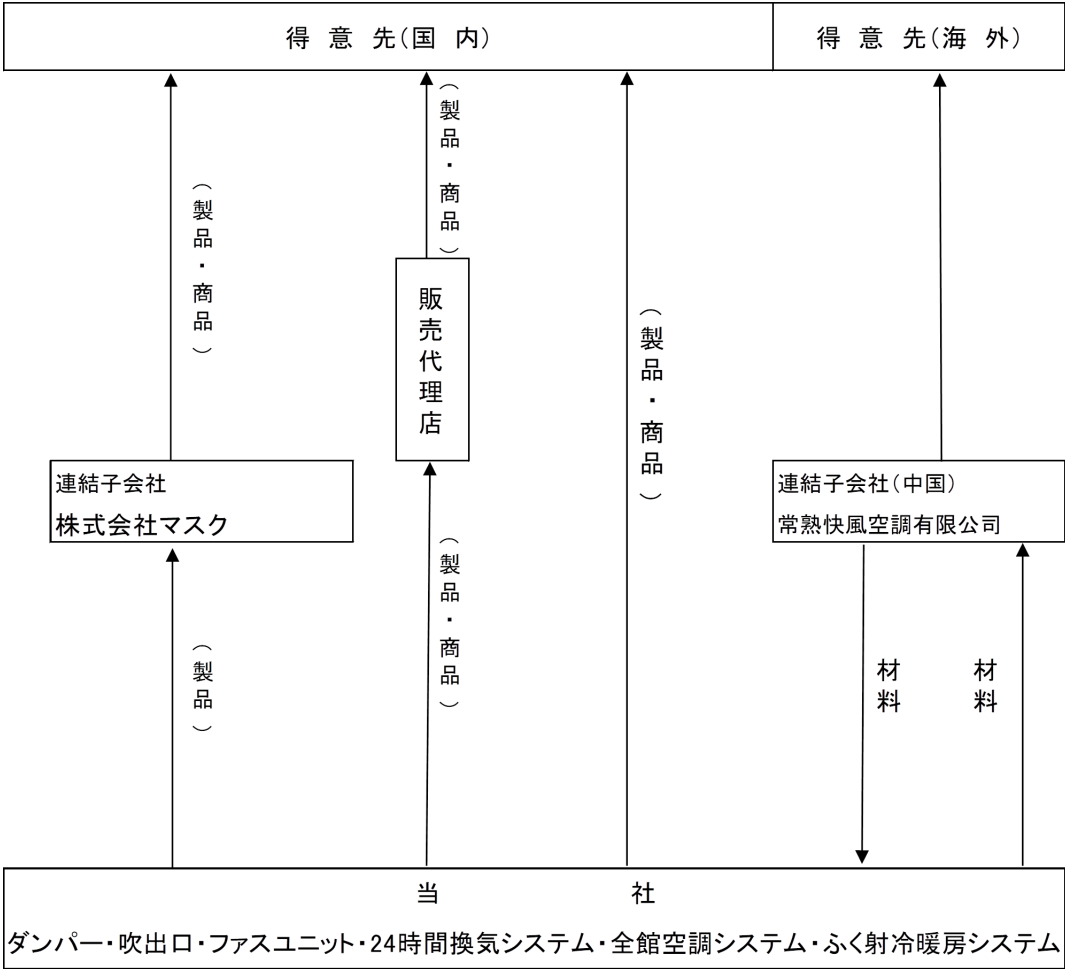 得 意 先(国 内)
得 意 先(海 外)
(製品・商品)
(製品・商品)
販売代理店
(製品・商品)
連結子会社
株式会社マスク
連結子会社(中国)
常熟快風空調有限公司
(製品)
(製品・商品)
材料
材料
当 社
ダンパー・吹出口・ファスユニット・24時間換気システム・全館空調システム・ふく射冷暖房システム